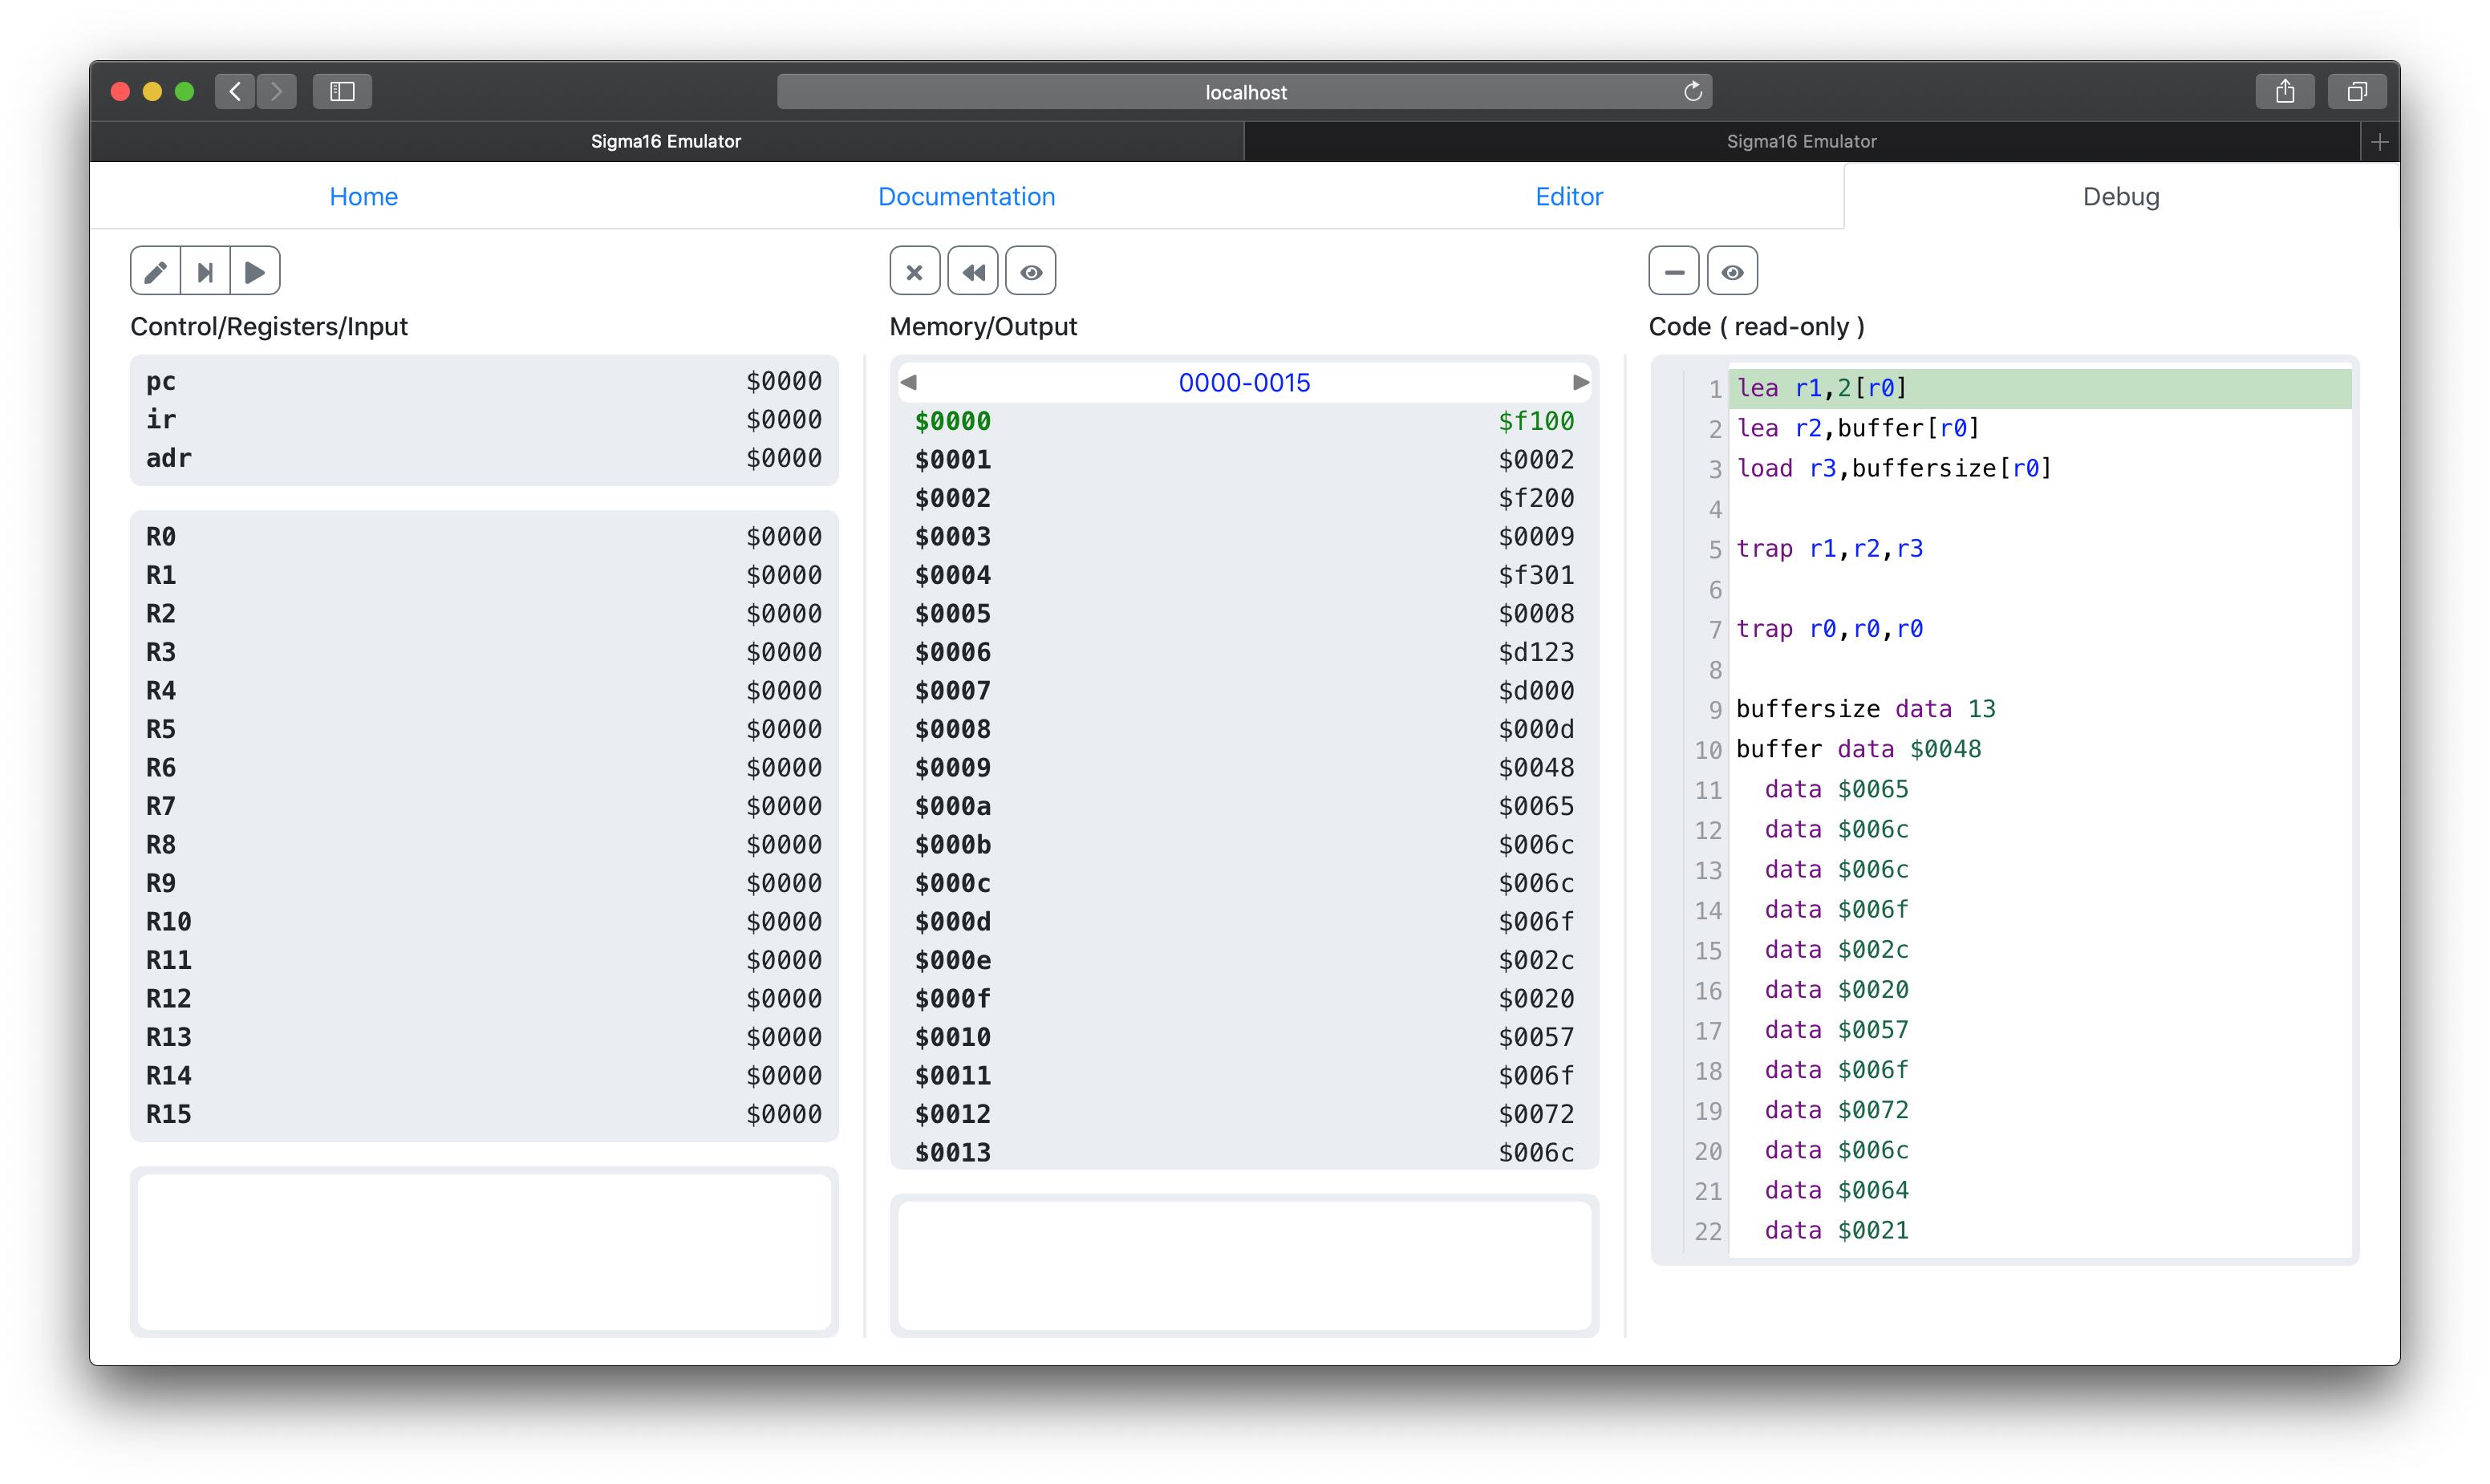 localhost
Sigma16 Emulator
Sigma16 Emulator
Home
Documentation
Editor
Debug
Control/Registers/Input
pc $0000
ir $0000
adr $0000
R0 $0000
R1 $0000
R2 $0000
R3 $0000
R4 $0000
R5 $0000
R6 $0000
R7 $0000
R8 $0000
R9 $0000
R10 $0000
R11 $0000
R12 $0000
R13 $0000
R14 $0000
R15 $0000
Memory/Output
0000-0015
$0000 $f100
$0001 $0002
$0002 $f200
$0003 $0009
$0004 $f301
$0005 $0008
$0006 $d123
$0007 $d000
$0008 $000d
$0009 $0048
$000a $0065
$000b $006c
$000c $006c
$000d $006f
$000e $002c
$000f $0020
$0010 $0057
$0011 $006f
$0012 $0072
$0013 $006c
Code ( read-only )
1 lea r1,2[r0]
2 lea r2,buffer[r0]
3 load r3,buffersize[r0]
4
5 trap r1,r2,r3
6
7 trap r0,r0,r0
8
9 buffersize data 13
10 buffer data $0048
11 data $0065
12 data $006c
13 data $006c
14 data $006f
15 data $002c
16 data $0020
17 data $0057
18 data $006f
19 data $0072
20 data $006c
21 data $0064
22 data $0021